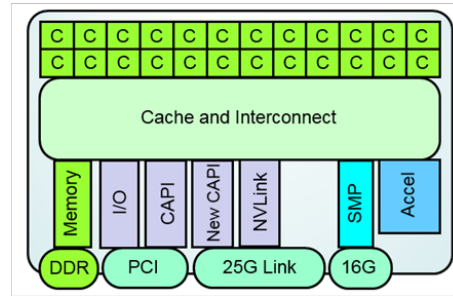 C C C C C C C C C C C C
C C C C C C C C C C C C
Cache and Interconnect
Memory
I/O
CAPI
New CAPI
NVLink
SMP
Accel
DDR PCI 25G Link 16G